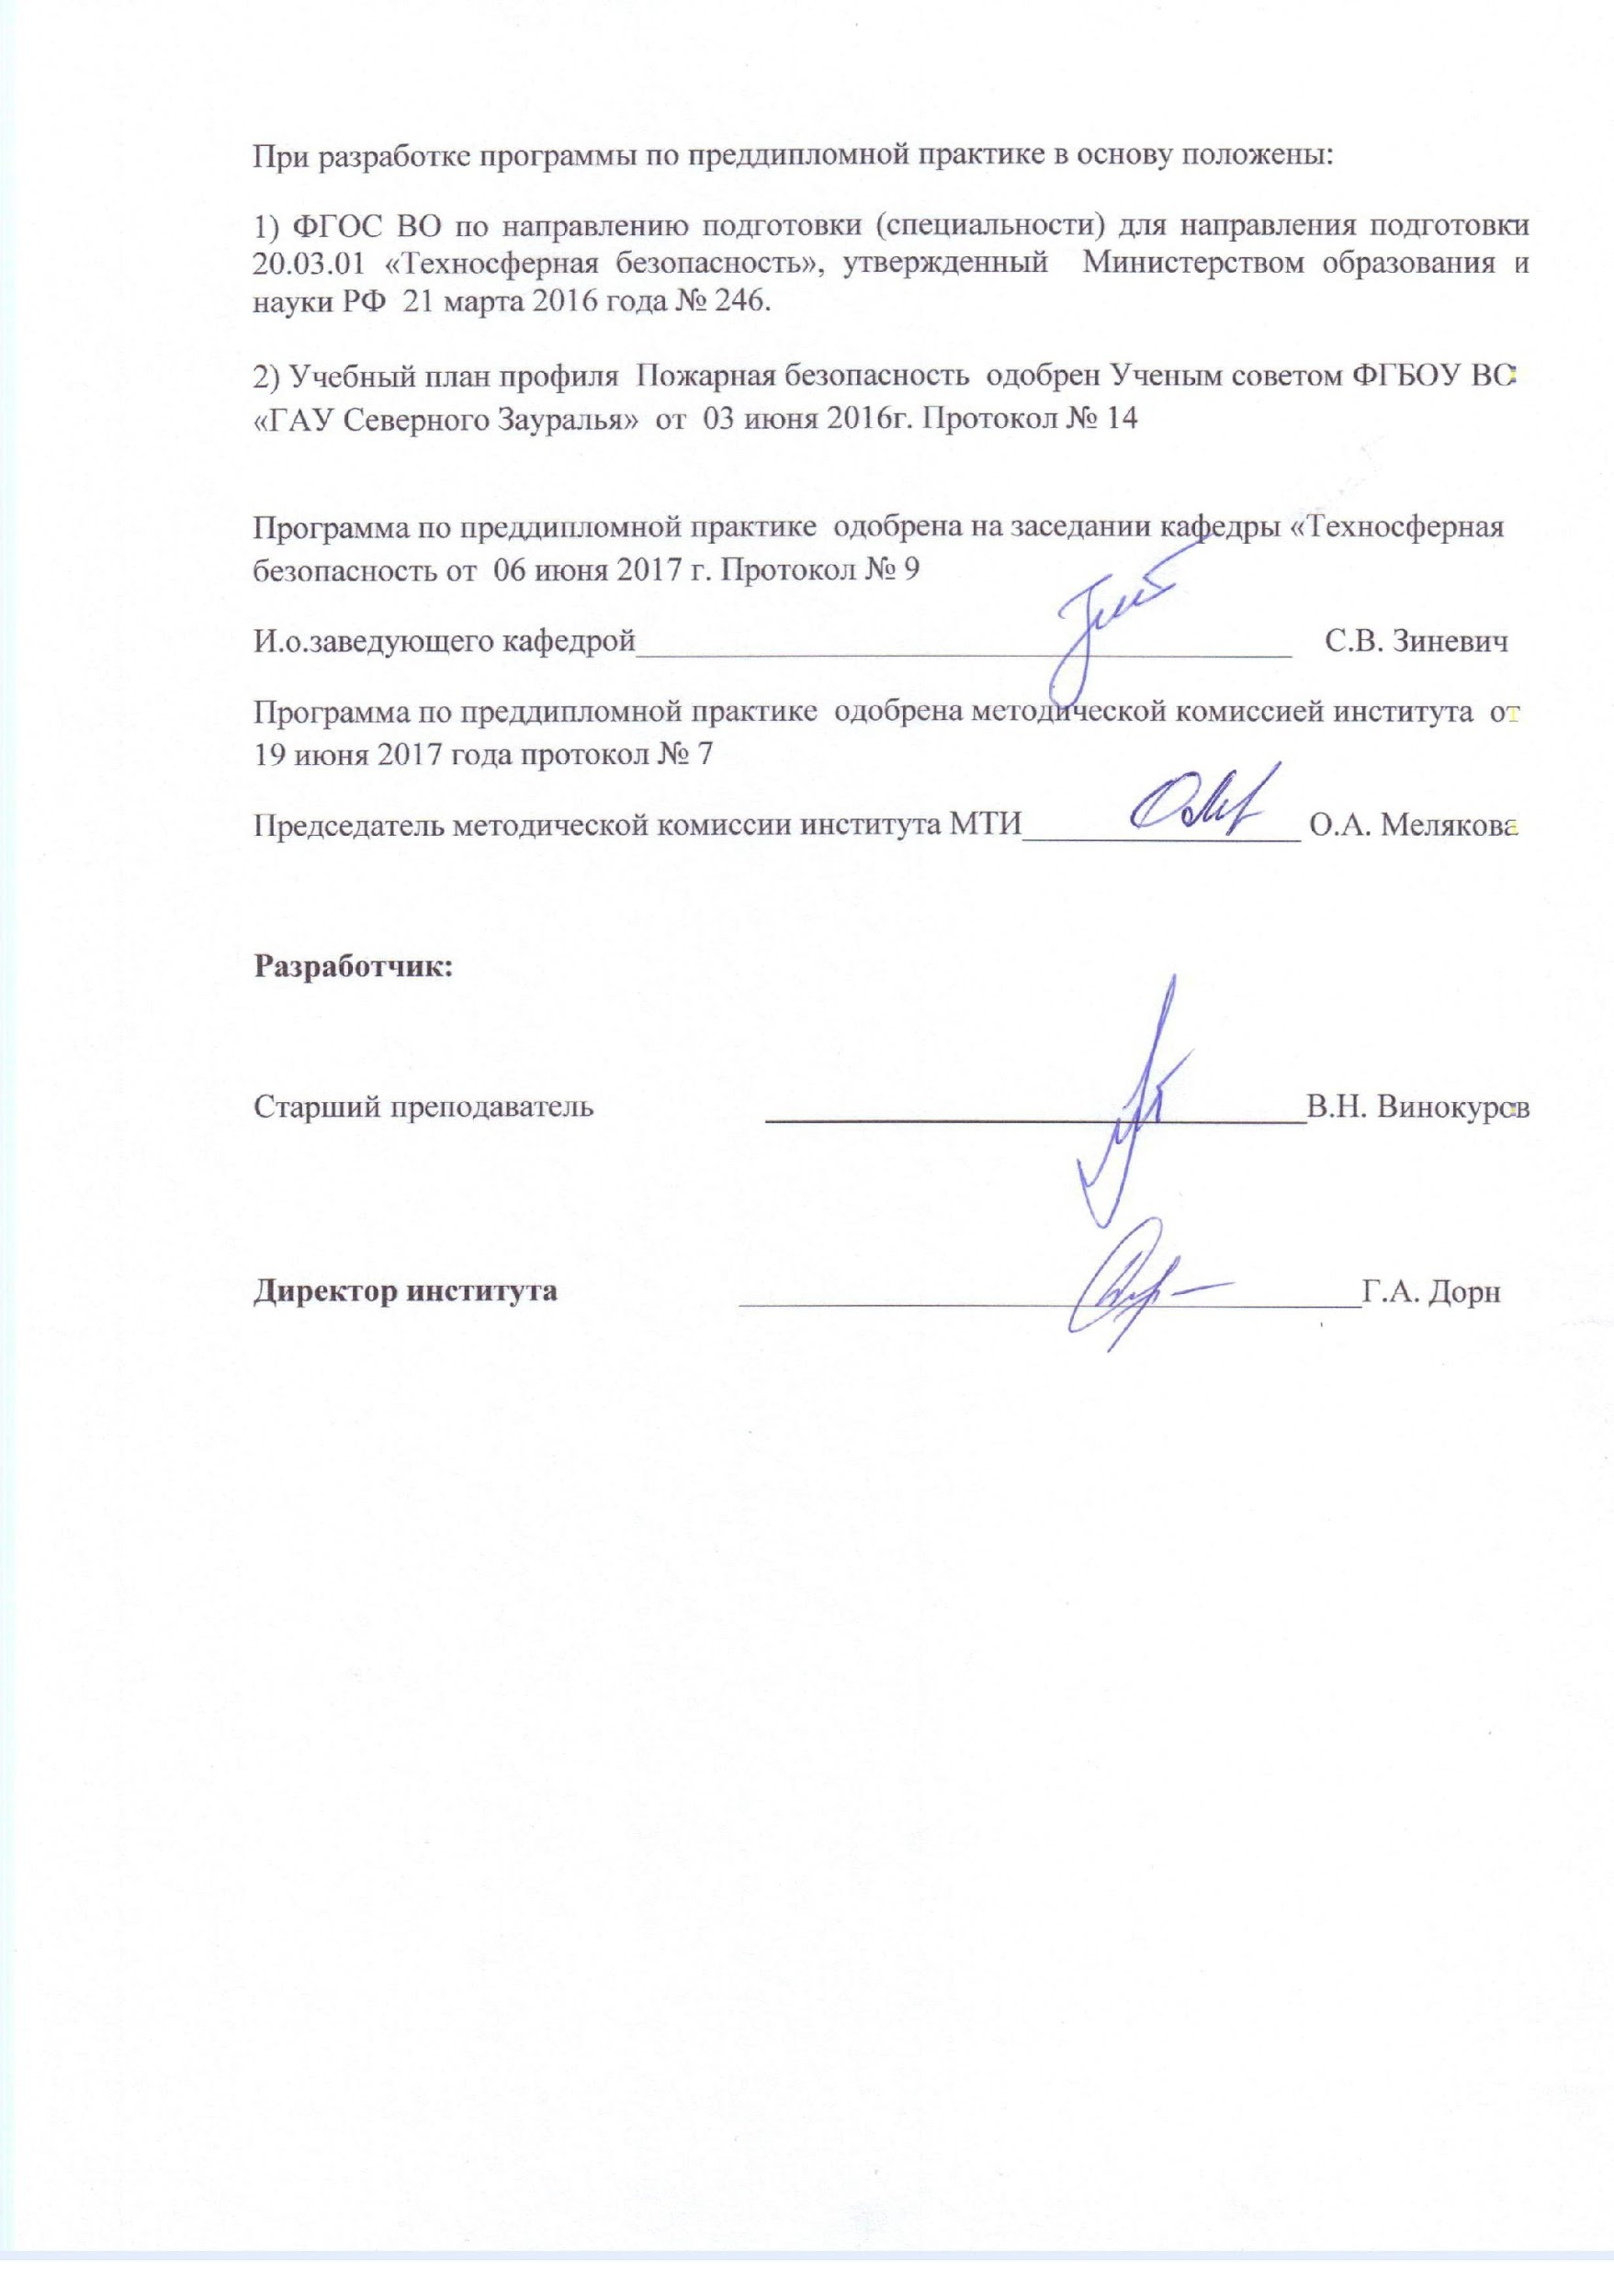 При разработке программы по преддипломной практике в основу положены:
1) ФГОС ВО по направлению подготовки (специальности) для направления подготовки
20.03.01 «Техносферная безопасность», утвержденный Министерством образования и
науки РФ 21 марта 2016 года № 246.
2) Учебный план профиля Пожарная безопасность одобрен Ученым советом ФГБОУ ВО
«ГАУ Северного Зауралья» от 03 июня 2016г. Протокол № 14
Программа по преддипломной практике одобрена на заседании кафедры «Техносферная
безопасность от 06 июня 2017 г. Протокол № 9
И.о.заведующего кафедрой С.В. Зиневич
Программа по преддипломной практике одобрена методической комиссией института от
19 июня 2017 года протокол № 7
Председатель методической комиссии института МТИ О.А. Мелякова
Разработчик:
Старший преподаватель В.Н. Винокуров
Директор института Г.А. Дорн